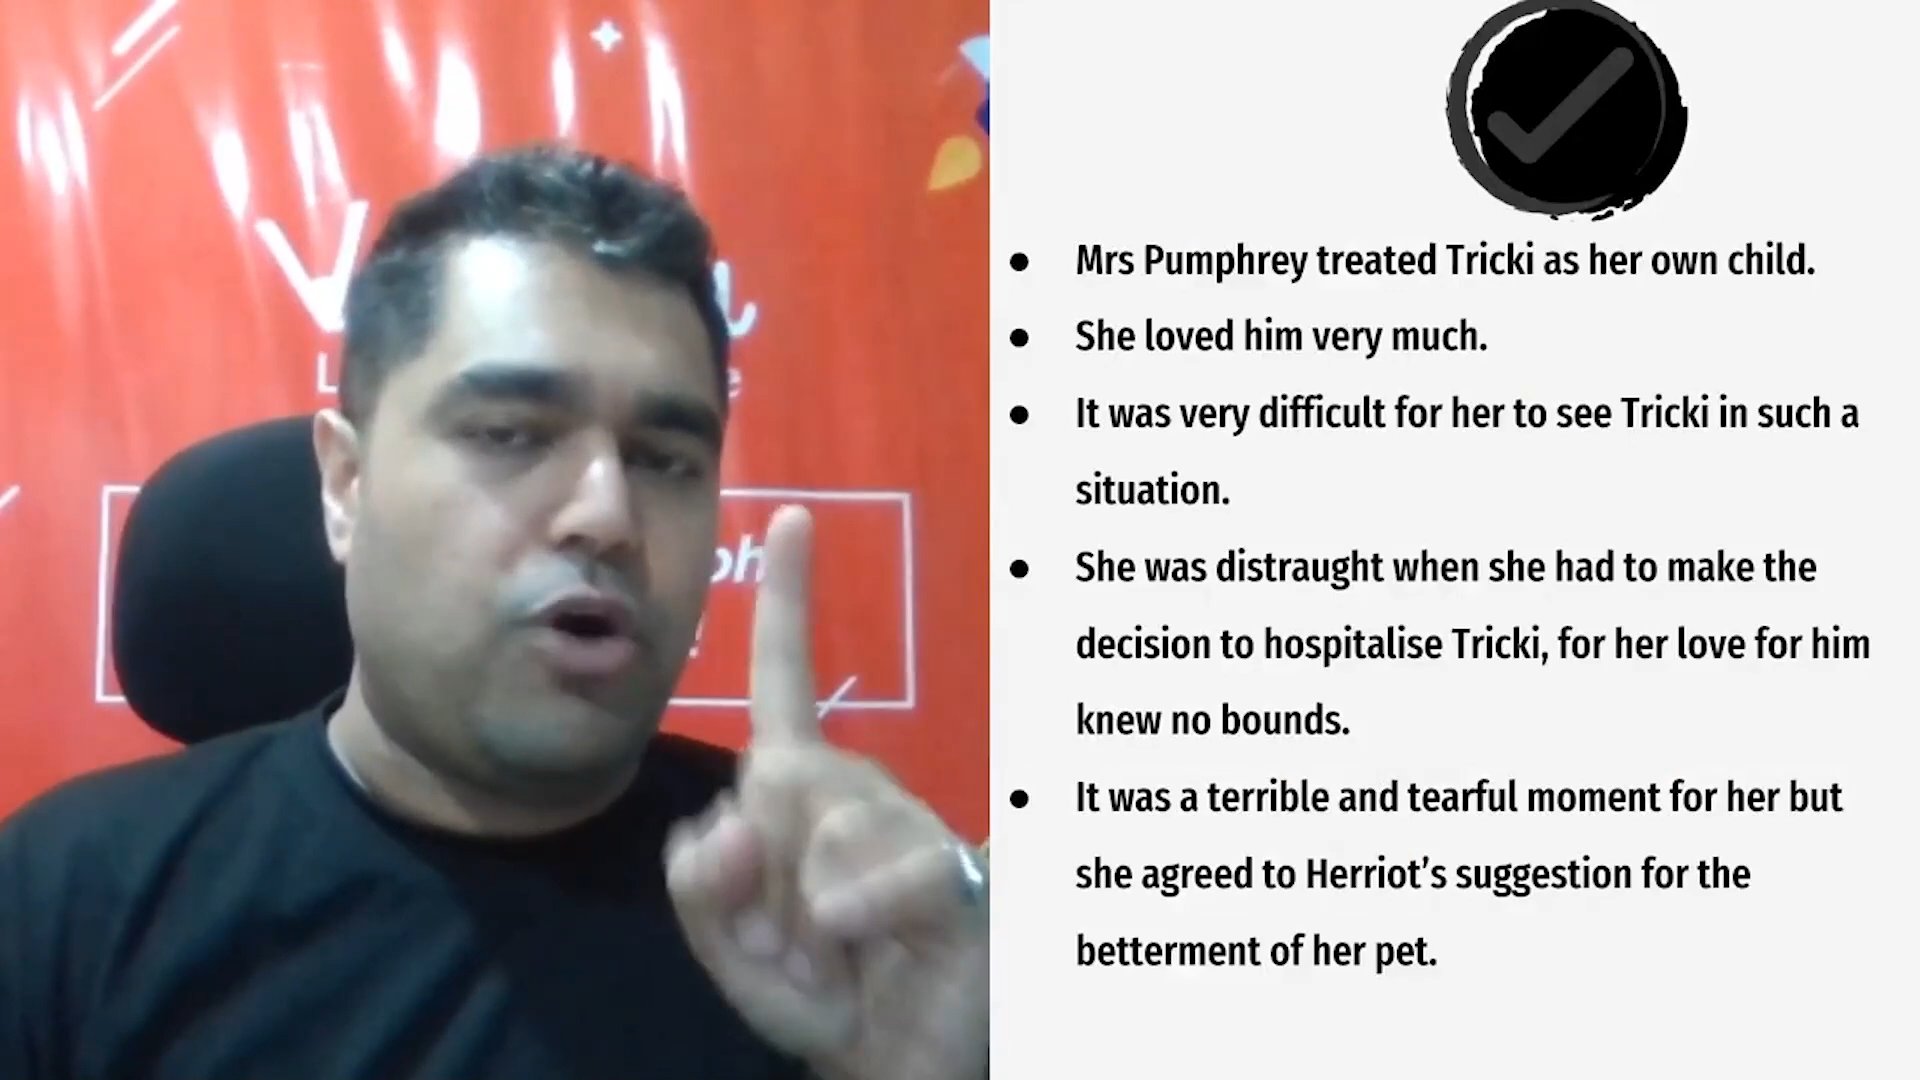 Mrs Pumphrey treated Tricki as her own child.
She loved him very much.
It was very difficult for her to see Tricki in such a
situation.
She was distraught when she had to make the
decision to hospitalise Tricki, for her love for him
knew no bounds.
It was a terrible and tearful moment for her but
she agreed to Herriot’s suggestion for the
betterment of her pet.